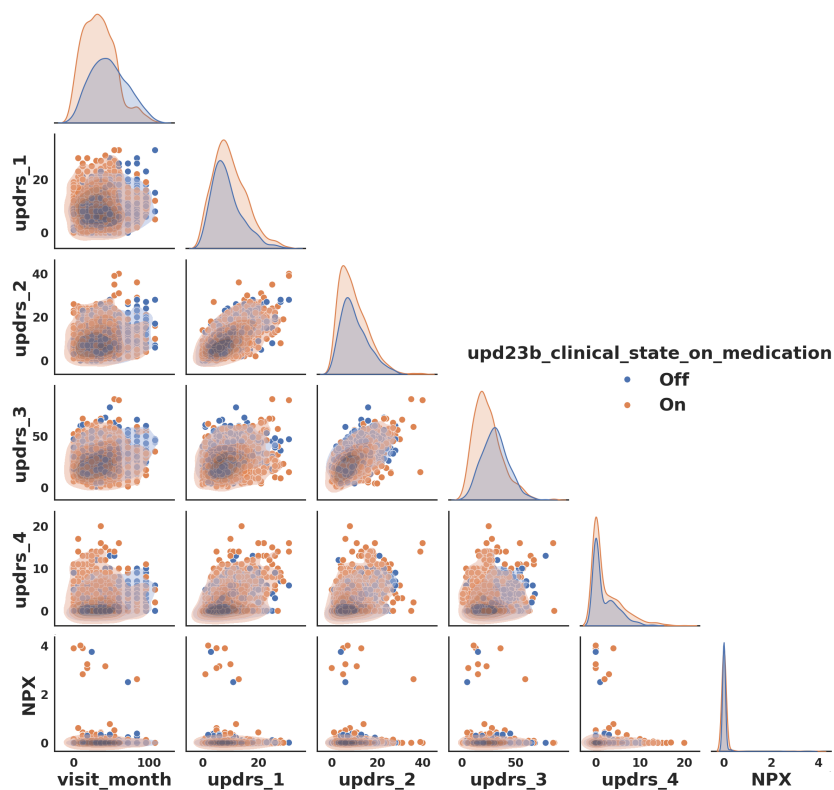 updrs_1
20
0
updrs_2
40
20
0
upd23b_clinical_state_on_medication
Off
On
updrs_3
50
0
updrs_4
20
10
0
NPX
4
2
0
0 100
0 20
0 20 40
0 50
0 10 20
0 2 4
visit_month updrs_1 updrs_2 updrs_3 updrs_4 NPX